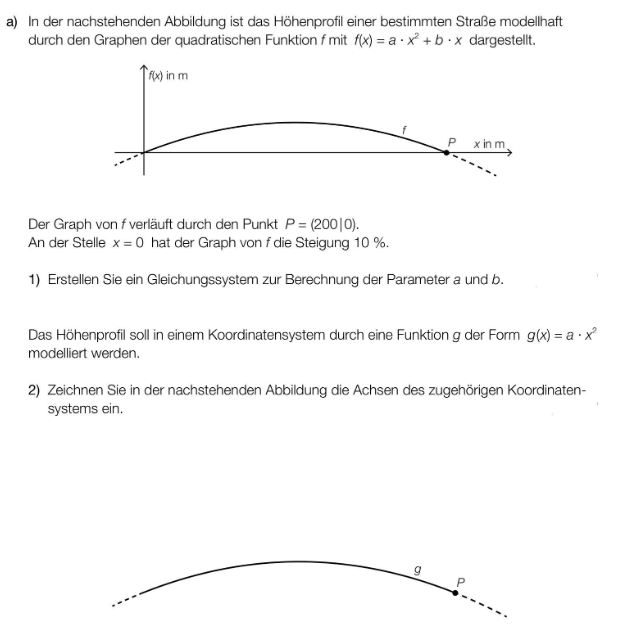 a) In der nachstehenden Abbildung ist das Höhenprofil einer bestimmten Straße modellhaft
durch den Graphen der quadratischen Funktion f mit f(x) = a · x² + b · x dargestellt.
f(x) in m
f
P
x in m
Der Graph von f verläuft durch den Punkt P = (200|0).
An der Stelle x = 0 hat der Graph von f die Steigung 10 %.
1) Erstellen Sie ein Gleichungssystem zur Berechnung der Parameter a und b.
Das Höhenprofil soll in einem Koordinatensystem durch eine Funktion g der Form g(x) = a · x²
modelliert werden.
2) Zeichnen Sie in der nachstehenden Abbildung die Achsen des zugehörigen Koordinaten-
systems ein.
g
P